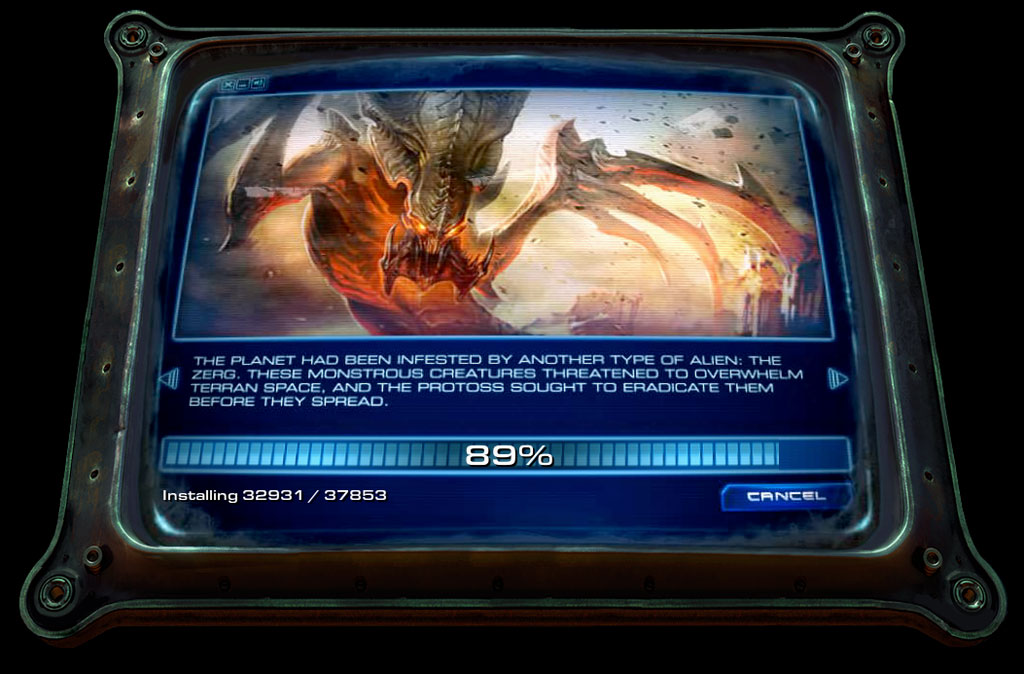 THE PLANET HAD BEEN INFESTED BY ANOTHER TYPE OF ALIEN: THE
ZERG. THESE MONSTROUS CREATURES THREATENED TO OVERWHELM
TERRAN SPACE, AND THE PROTOSS SOUGHT TO ERADICATE THEM
BEFORE THEY SPREAD.
89%
Installing 32931 / 37853
CANCEL